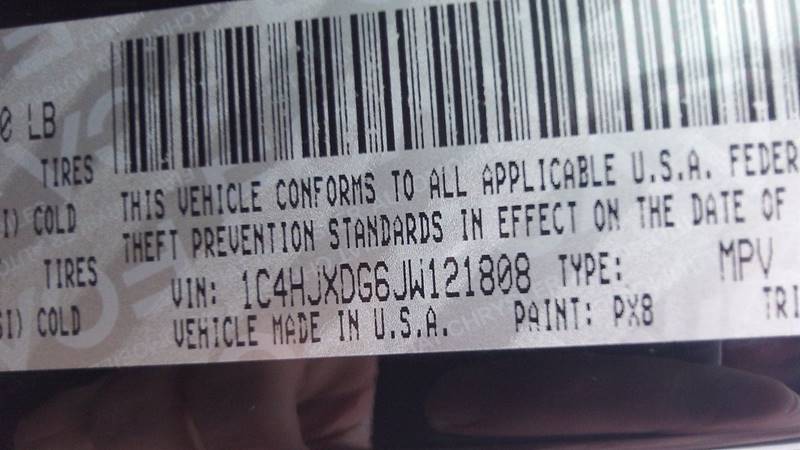 0 LB
TIRES
I) COLD
TIRES
SI) COLD
THIS VEHICLE CONFORMS TO ALL APPLICABLE U.S.A. FEDER
THEFT PREVENTION STANDARDS IN EFFECT ON THE DATE OF
VIN: 1C4HJXDG6JW121808 TYPE: MPV
VEHICLE MADE IN U.S.A. PAINT: PX8 TRI